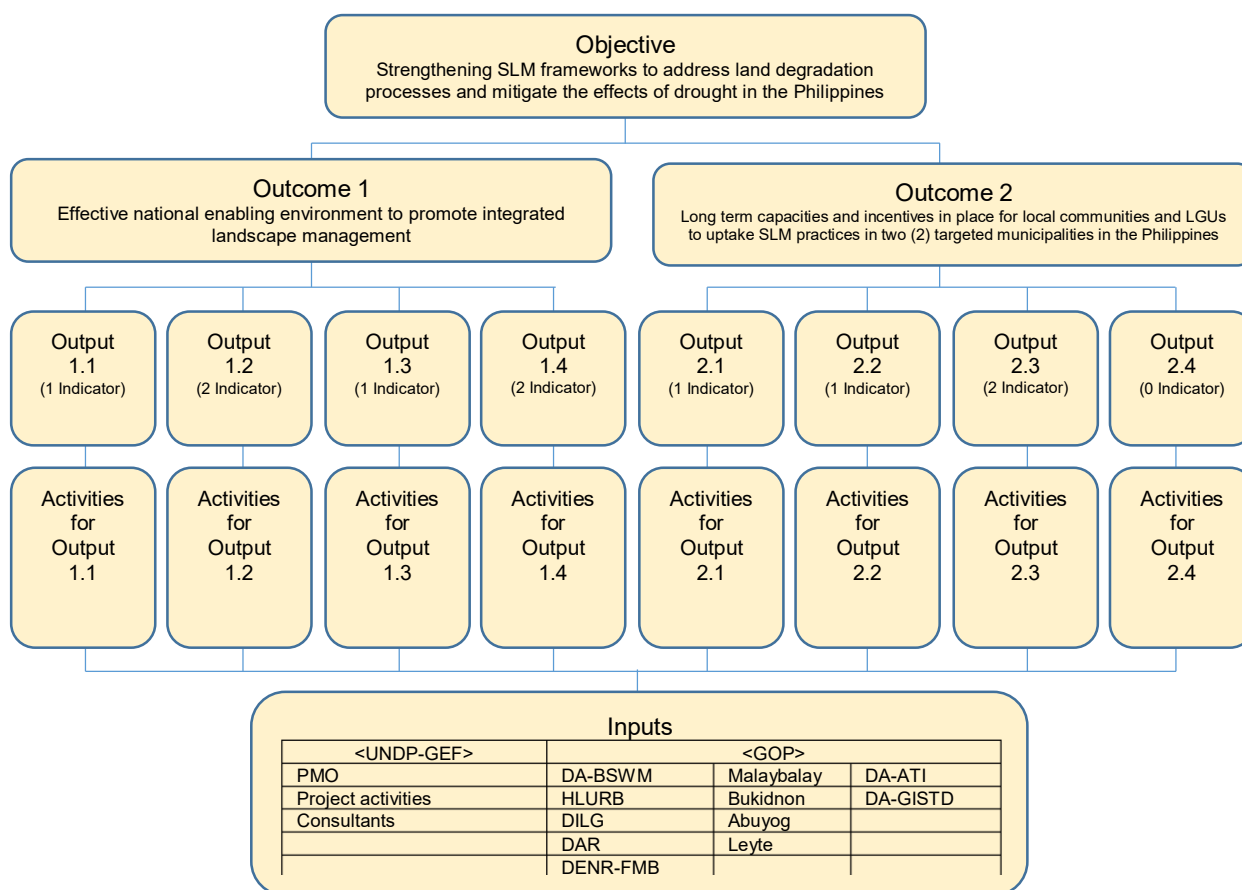 Objective
Strengthening SLM frameworks to address land degradation
processes and mitigate the effects of drought in the Philippines
Outcome 1
Effective national enabling environment to promote integrated
landscape management
Outcome 2
Long term capacities and incentives in place for local communities and LGUs
to uptake SLM practices in two (2) targeted municipalities in the Philippines
Output
1.1
(1 Indicator)
Output
1.2
(2 Indicator)
Output
1.3
(1 Indicator)
Output
1.4
(2 Indicator)
Output
2.1
(1 Indicator)
Output
2.2
(1 Indicator)
Output
2.3
(2 Indicator)
Output
2.4
(0 Indicator)
Activities
for
Output
1.1
Activities
for
Output
1.2
Activities
for
Output
1.3
Activities
for
Output
1.4
Activities
for
Output
2.1
Activities
for
Output
2.2
Activities
for
Output
2.3
Activities
for
Output
2.4
Inputs
<UNDP-GEF> <GOP>
PMO DA-BSWM Malaybalay DA-ATI
Project activities HLURB Bukidnon DA-GISTD
Consultants DILG Abuyog
DAR Leyte
DENR-FMB